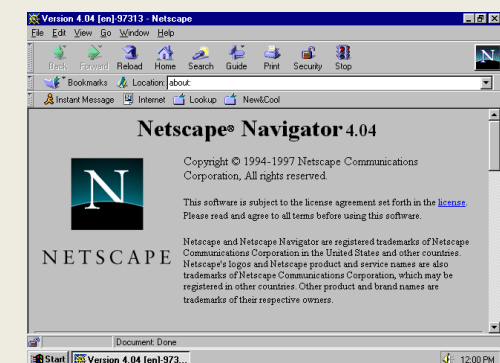 Version 4.04 [en]-97313 - Netscape
File Edit View Go Window Help
Back Forward Reload Home Search Guide Print Security Stop
N
Bookmarks Location: about:
Instant Message Internet Lookup New&Cool
Netscape® Navigator 4.04
N
NETSCAPE
Copyright © 1994-1997 Netscape Communications
Corporation, All rights reserved.
This software is subject to the license agreement set forth in the license.
Please read and agree to all terms before using this software.
Netscape and Netscape Navigator are registered trademarks of Netscape
Communications Corporation in the United States and other countries.
Netscape's logos and Netscape product and service names are also
trademarks of Netscape Communications Corporation, which may be
registered in other countries. Other product and brand names are
trademarks of their respective owners.
Document: Done
Start Version 4.04 [en]-973... 12:00 PM